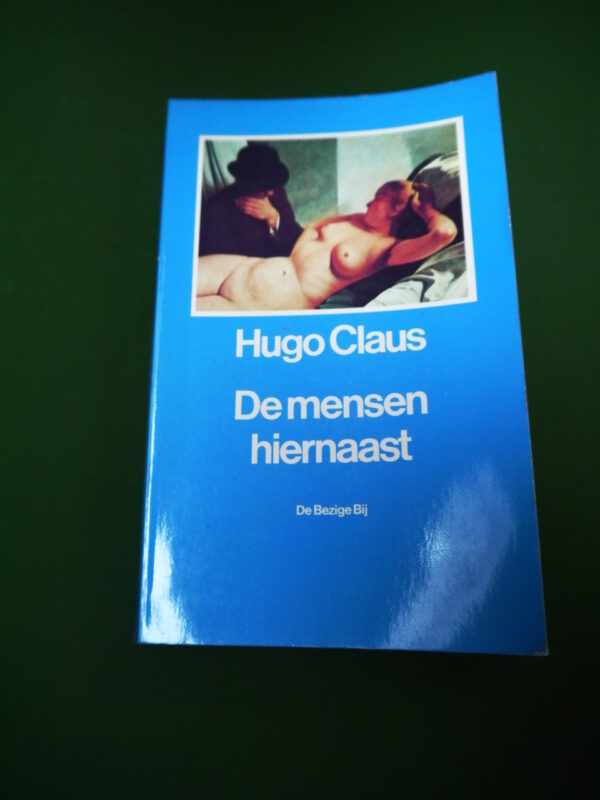 Hugo Claus
De mensen
hiernaast
De Bezige Bij